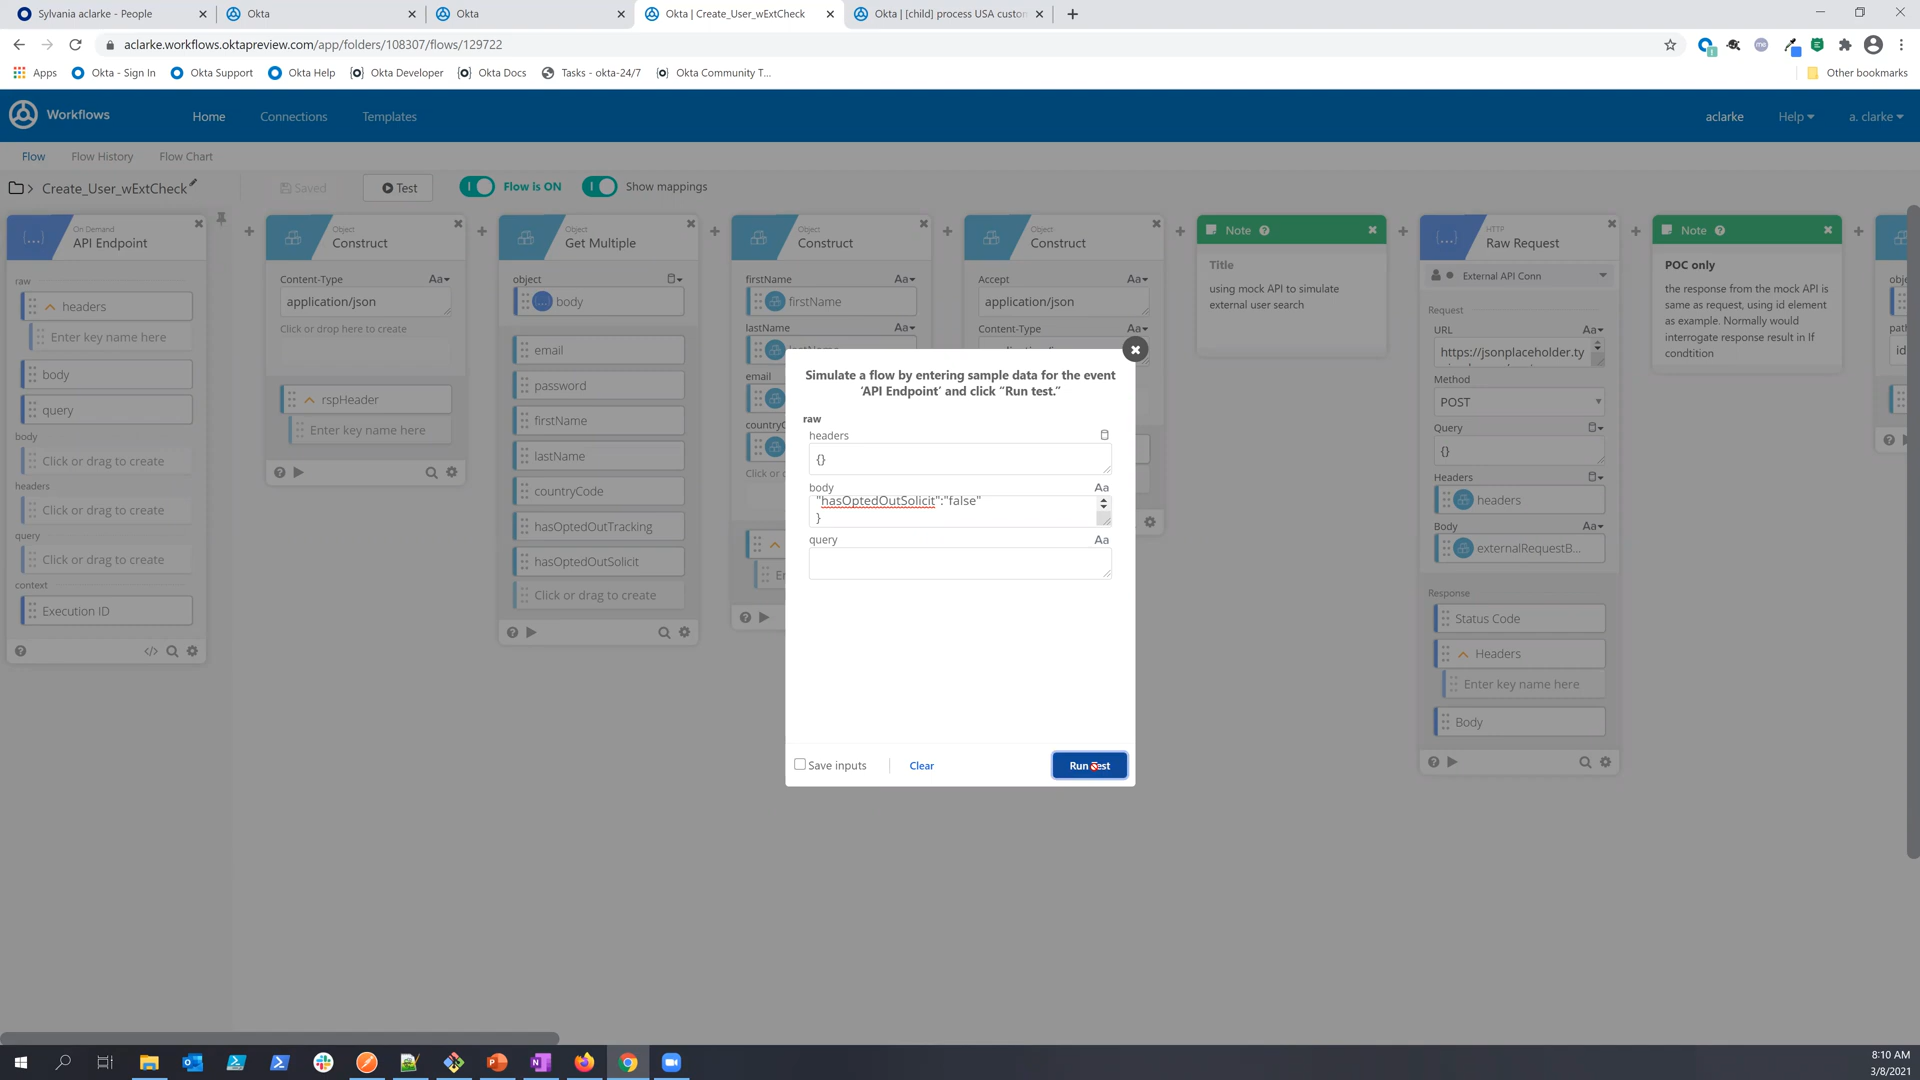 Sylvania aclarke - People
Okta
Okta
Okta | Create_User_wExtCheck
Okta | [child] process USA custom
aclarke.workflows.oktapreview.com/app/folders/108307/flows/129722
Apps
Okta - Sign In
Okta Support
Okta Help
Okta Developer
Okta Docs
Tasks - okta-24/7
Okta Community T...
Other bookmarks
Workflows
Home
Connections
Templates
aclarke
Help
a. clarke
Flow
Flow History
Flow Chart
Create_User_wExtCheck
Saved
Test
Flow is ON
Show mappings
On Demand
API Endpoint
raw
headers
Enter key name here
body
query
body
Click or drag to create
headers
Click or drag to create
query
Click or drag to create
context
Execution ID
Object
Construct
Content-Type
Aa
application/json
Click or drop here to create
rspHeader
Enter key name here
Object
Get Multiple
object
body
email
password
firstName
lastName
countryCode
hasOptedOutTracking
hasOptedOutSolicit
Click or drag to create
Object
Construct
firstName
Aa
firstName
lastName
Aa
email
Object
Construct
Accept
Aa
application/json
Content-Type
Aa
Note
Title
using mock API to simulate
external user search
HTTP
Raw Request
External API Conn
Request
URL
Aa
https://jsonplaceholder.ty
Method
POST
Query
{}
Headers
headers
Body
Aa
externalRequestB...
Response
Status Code
Headers
Enter key name here
Body
Note
POC only
the response from the mock API is
same as request, using id element
as example. Normally would
interrogate response result in If
condtition
Simulate a flow by entering sample data for the event
‘API Endpoint’ and click “Run test.”
raw
headers
{}
body
Aa
"hasOptedOutSolicit":"false"
}
query
Aa
Save inputs
Clear
Run
8:10 AM
3/8/2021